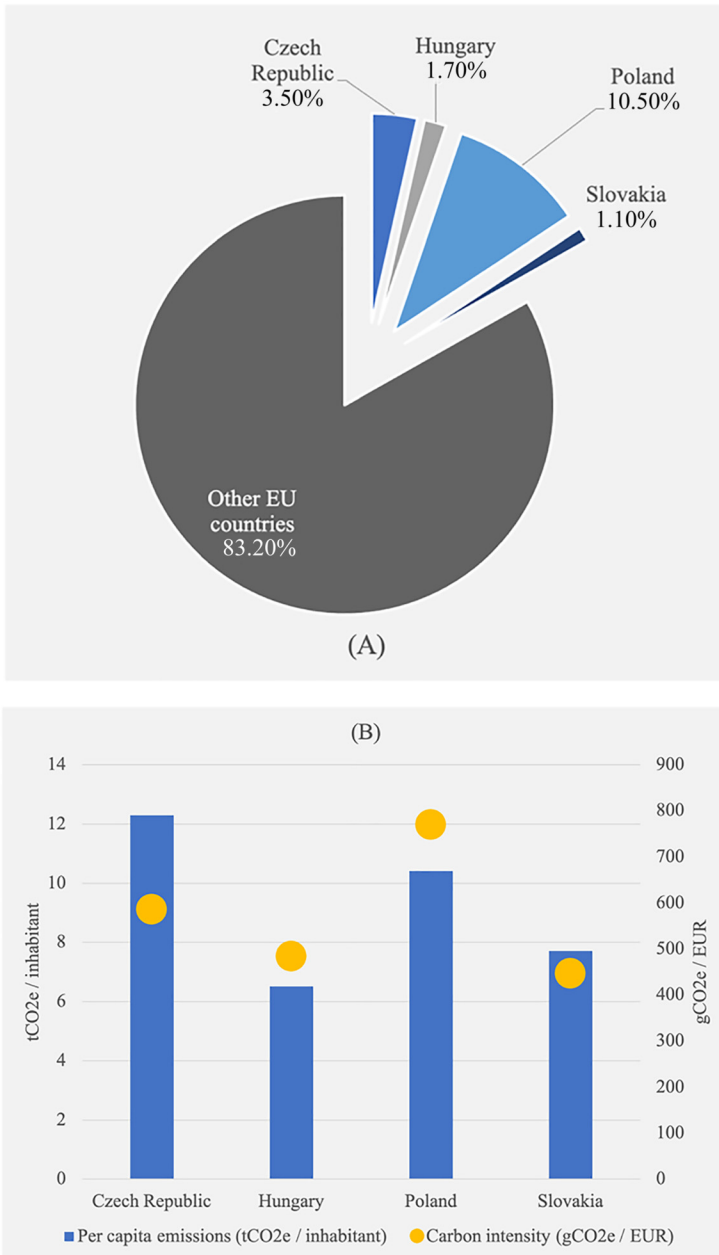 Czech
Republic
3.50%
Hungary
1.70%
Poland
10.50%
Slovakia
1.10%
Other EU
countries
83.20%
(A)
(B)
14
12
10
8
6
4
2
0
tCO2e / inhabitant
900
800
700
600
500
400
300
200
100
0
gCO2e / EUR
Czech Republic
Hungary
Poland
Slovakia
Per capita emissions (tCO2e / inhabitant)
Carbon intensity (gCO2e / EUR)